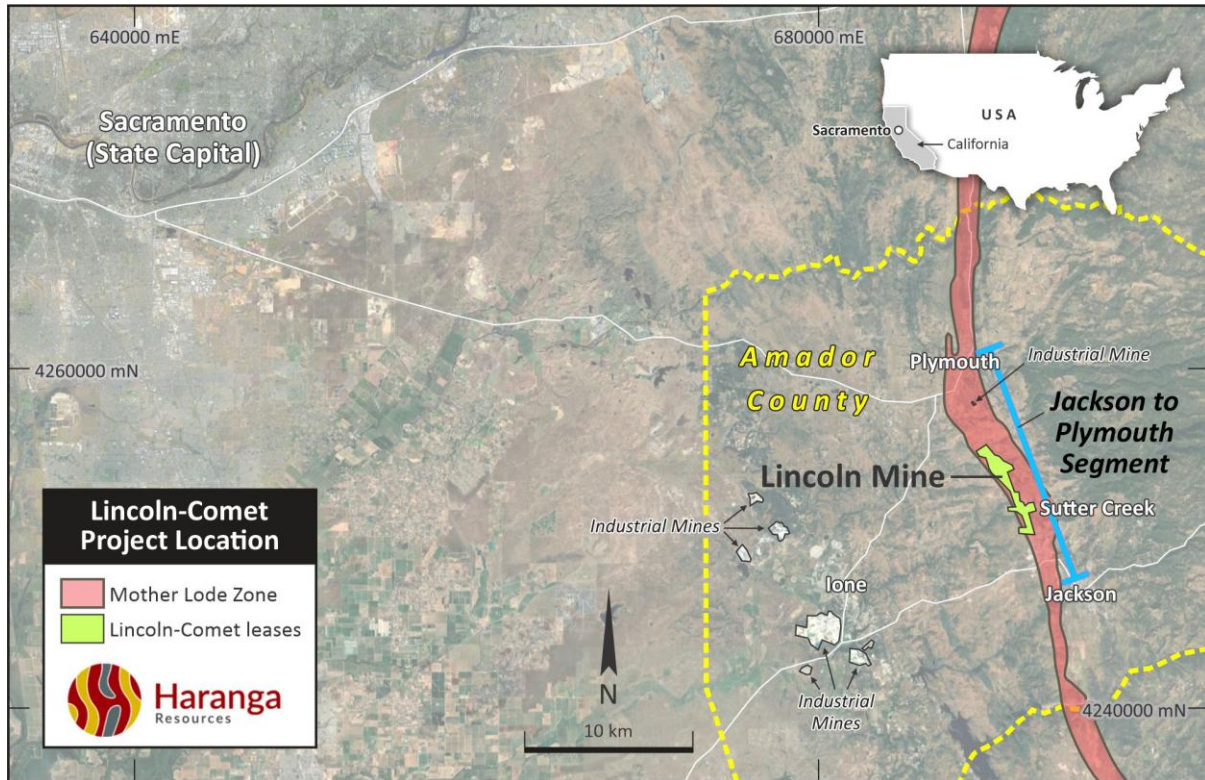 640000 mE
680000 mE
Sacramento
(State Capital)
USA
Sacramento
California
4260000 mN
Amador
County
Plymouth
Industrial Mine
Jackson to
Plymouth
Segment
Lincoln Mine
Sutter Creek
Industrial Mines
Ione
Jackson
Industrial
Mines
4240000 mN
Lincoln-Comet
Project Location
Mother Lode Zone
Lincoln-Comet leases
Haranga
Resources
N
10 km